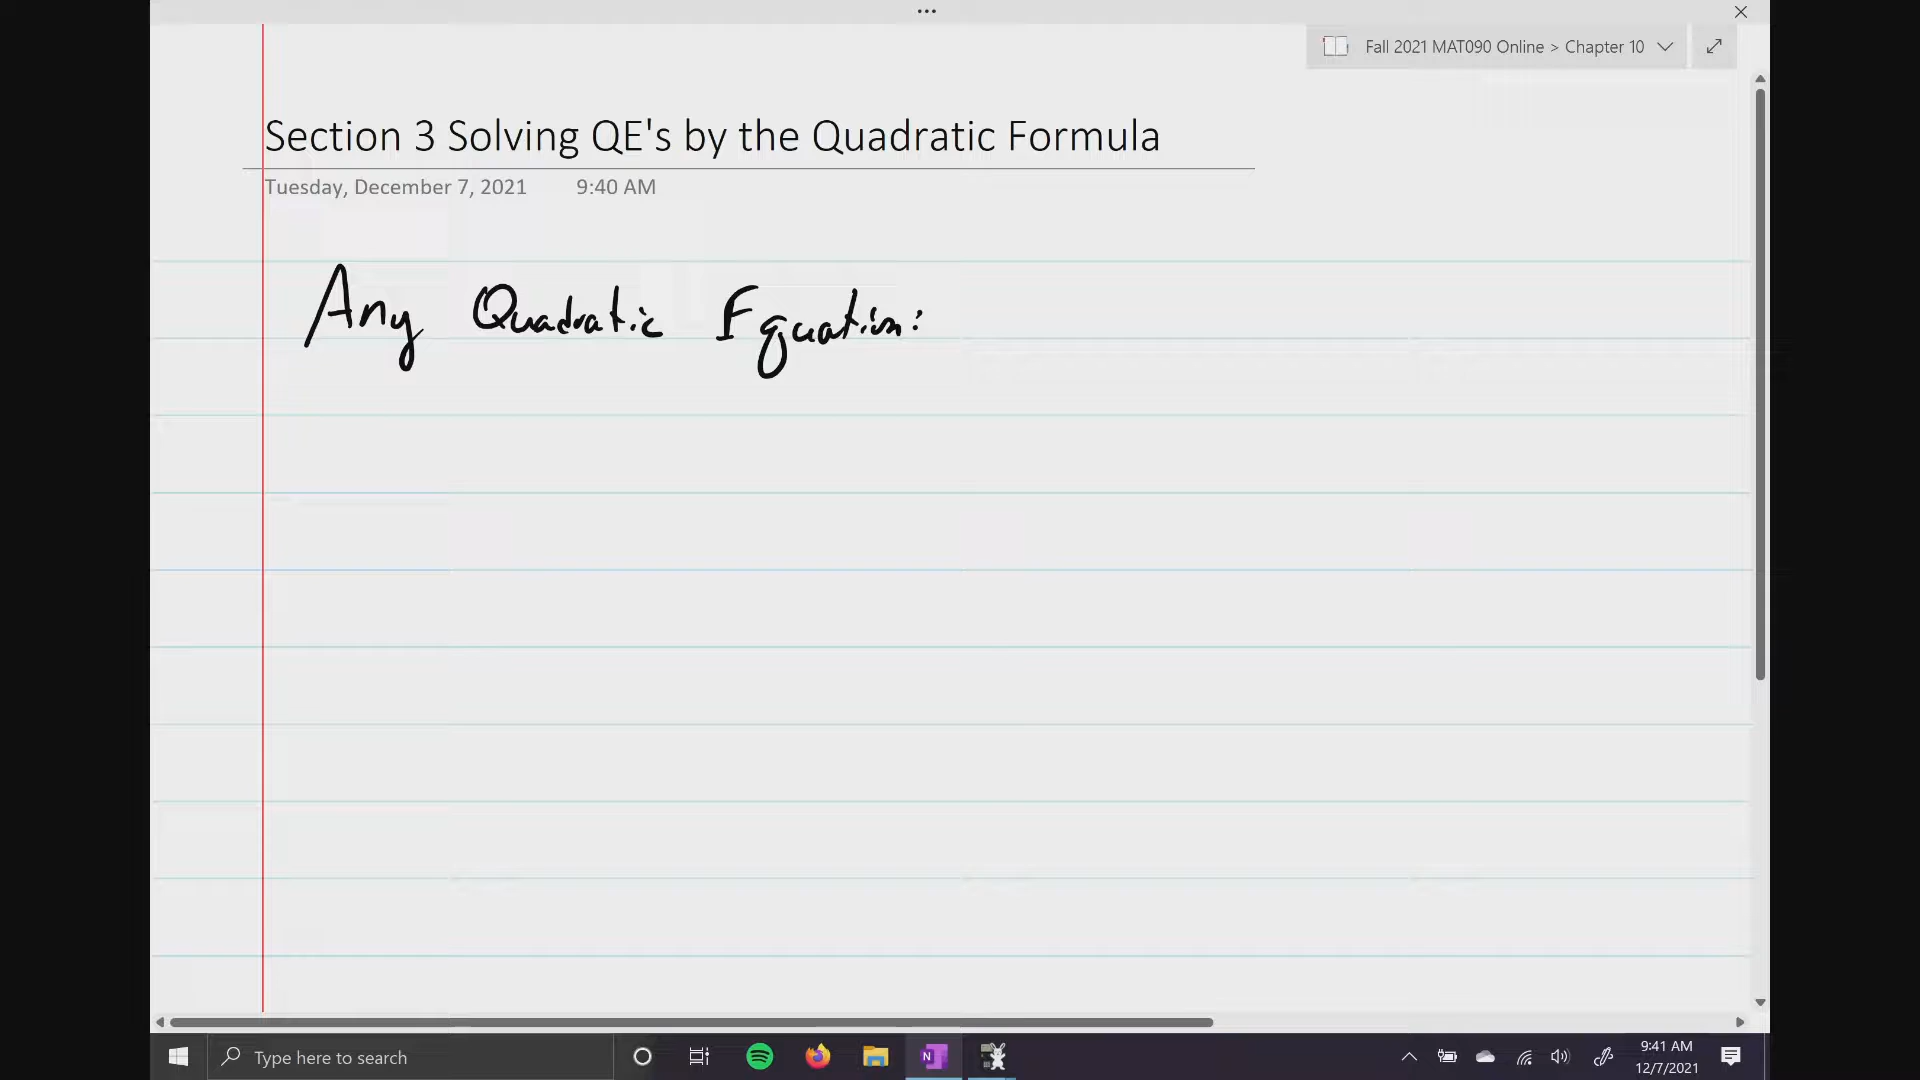 Fall 2021 MAT090 Online > Chapter 10
Section 3 Solving QE's by the Quadratic Formula
Tuesday, December 7, 2021 9:40 AM
Any Quadratic Equation:
Type here to search
N
9:41 AM
12/7/2021